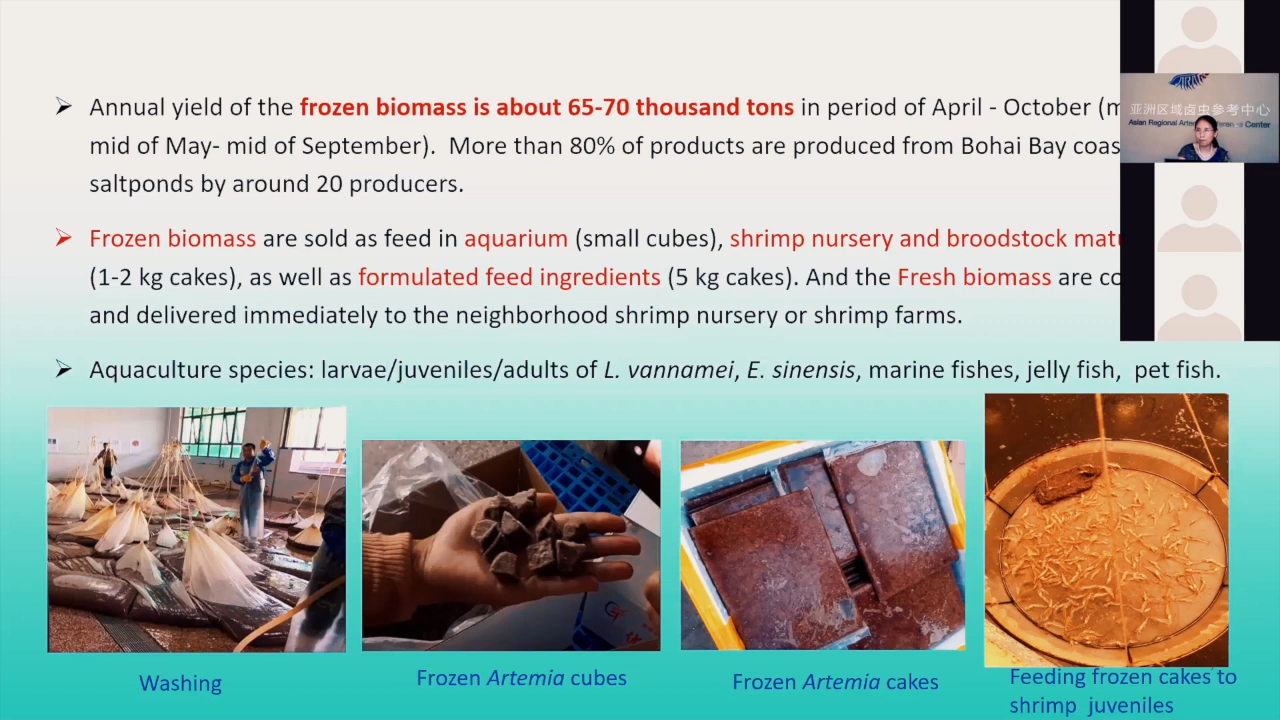 ➢ Annual yield of the frozen biomass is about 65-70 thousand tons in period of April - October (m
mid of May- mid of September). More than 80% of products are produced from Bohai Bay coas
saltponds by around 20 producers.
➢ Frozen biomass are sold as feed in aquarium (small cubes), shrimp nursery and broodstock matu
(1-2 kg cakes), as well as formulated feed ingredients (5 kg cakes). And the Fresh biomass are co
and delivered immediately to the neighborhood shrimp nursery or shrimp farms.
➢ Aquaculture species: larvae/juveniles/adults of L. vannamei, E. sinensis, marine fishes, jelly fish, pet fish.
亚洲区域卤虫参考中心
Asian Regional Center
Washing
Frozen Artemia cubes
Frozen Artemia cakes
Feeding frozen cakes to
shrimp juveniles